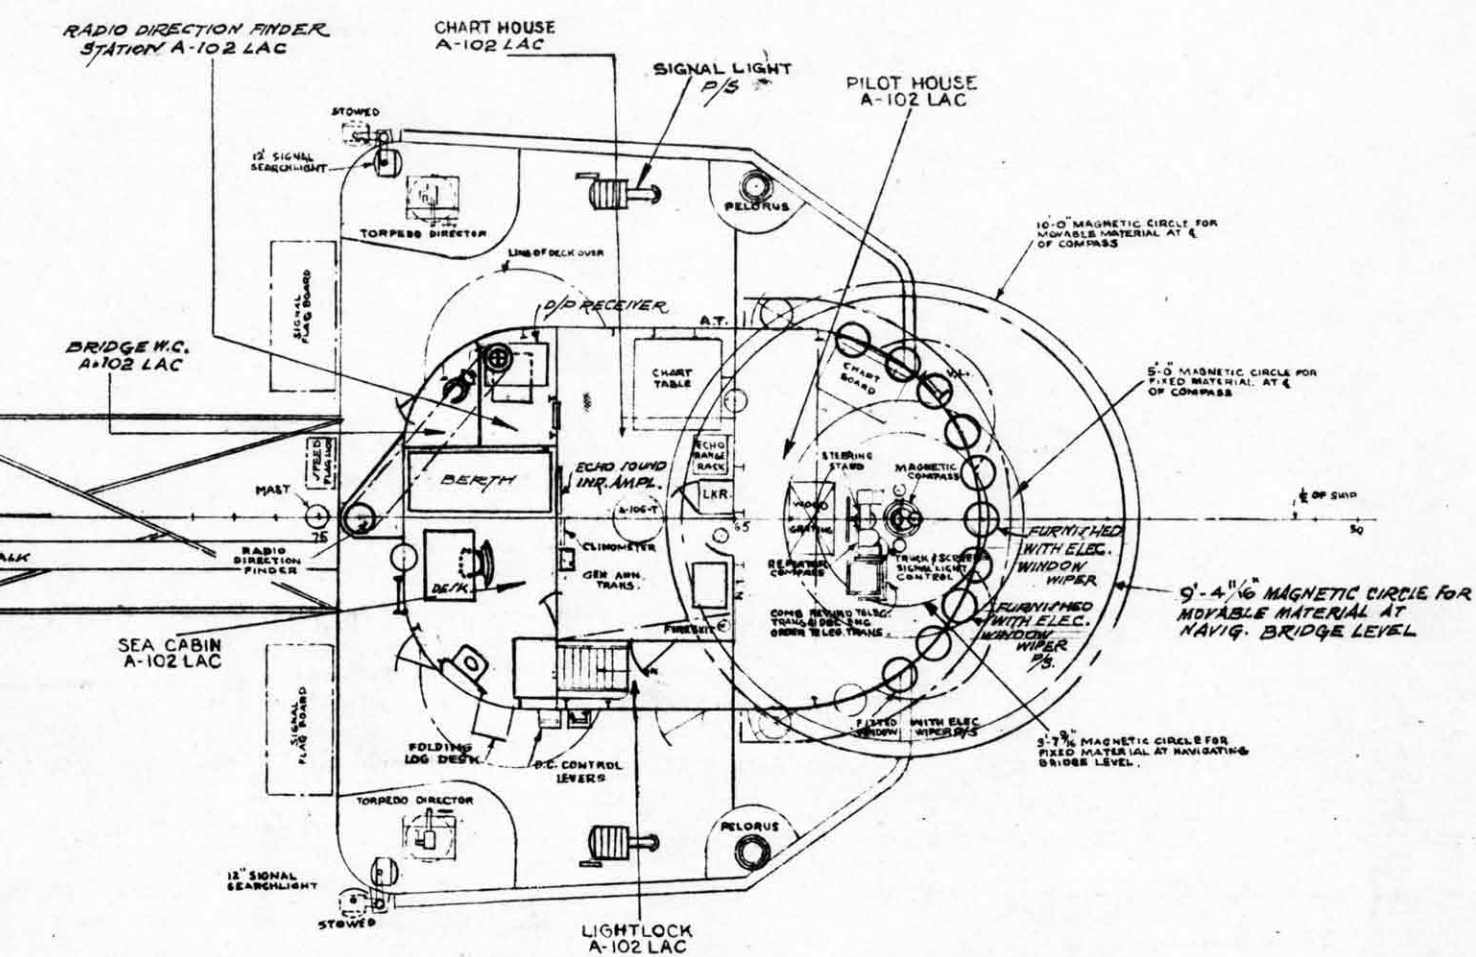 RADIO DIRECTION FINDER
STATION A-102 LAC
CHART HOUSE
A-102 LAC
SIGNAL LIGHT
P/S
PILOT HOUSE
A-102 LAC
STOWED
12" SIGNAL
SEARCHLIGHT
TORPEDO DIRECTOR
PELORUS
LINE OF DECK OVER
10'-0" MAGNETIC CIRCLE FOR
MOVABLE MATERIAL AT ℄
OF COMPASS
SIGNAL
FLAG BOARD
D/F RECEIVER
A.T.
BRIDGE W.C.
A-102 LAC
CHART
TABLE
CHART
BOARD
5'-0" MAGNETIC CIRCLE FOR
FIXED MATERIAL AT ℄
OF COMPASS
SPEED
FLAG
BERTH
ECHO SOUND
IND. AMPL.
ECHO
RANGE
RACK
STEERING
STAND
MAGNETIC
COMPASS
MAST
LKR.
A-106-T
WOOD
GRATING
℄ OF SHIP
75
65
50
ALK
RADIO
DIRECTION
FINDER
CLINOMETER
GEN ANN
TRANS.
DESK
REPEATER
COMPASS
TRUCK & SCREEN
SIGNAL LIGHT
CONTROL
FURNISHED
WITH ELEC.
WINDOW
WIPER
9'-4 11/16" MAGNETIC CIRCLE FOR
MOVABLE MATERIAL AT
NAVIG. BRIDGE LEVEL
ORDER TELEG. TRANS.
FURNISHED
WITH ELEC.
WINDOW
WIPER
P/S.
SEA CABIN
A-102 LAC
SIGNAL
FLAG BOARD
FOLDING
LOG DESK
D.C. CONTROL
LEVERS
FITTED WITH ELEC
WINDOW WIPER P/S
MAGNETIC CIRCLE FOR
FIXED MATERIAL AT NAVIGATING
BRIDGE LEVEL.
TORPEDO DIRECTOR
PELORUS
12" SIGNAL
SEARCHLIGHT
STOWED
LIGHTLOCK
A-102 LAC